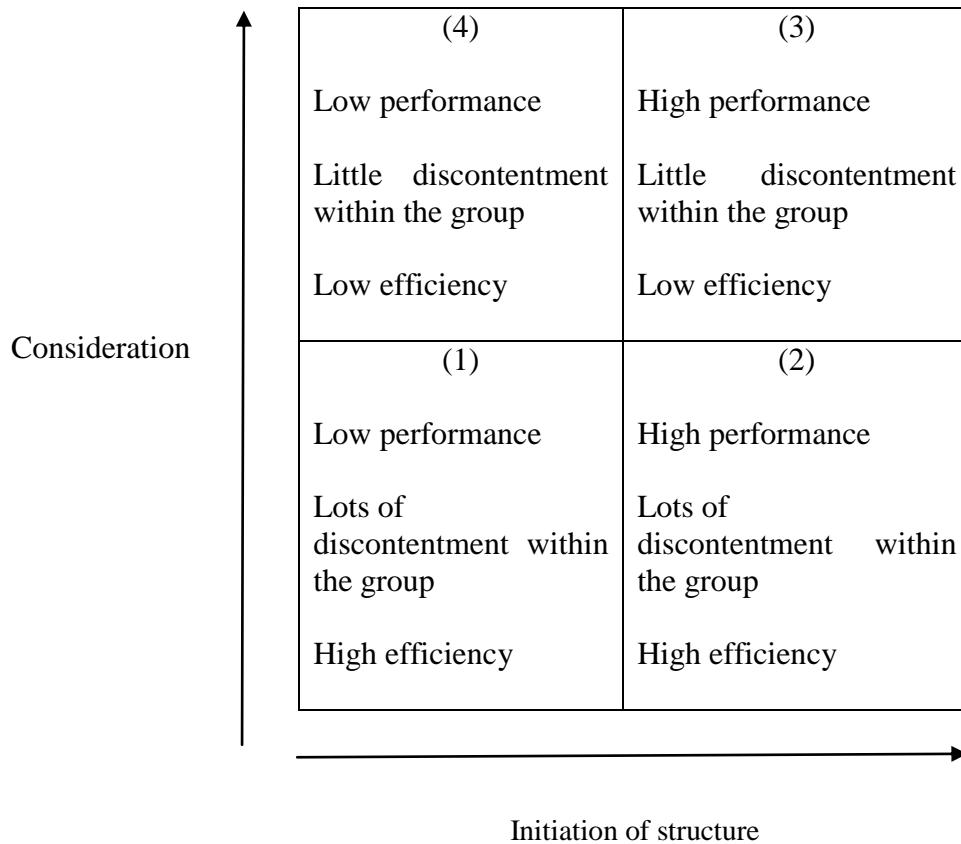 (4)
Low performance
Little discontentment
within the group
Low efficiency
(3)
High performance
Little discontentment
within the group
Low efficiency
Consideration
(1)
Low performance
Lots of
discontentment within
the group
High efficiency
(2)
High performance
Lots of
discontentment within
the group
High efficiency
Initiation of structure